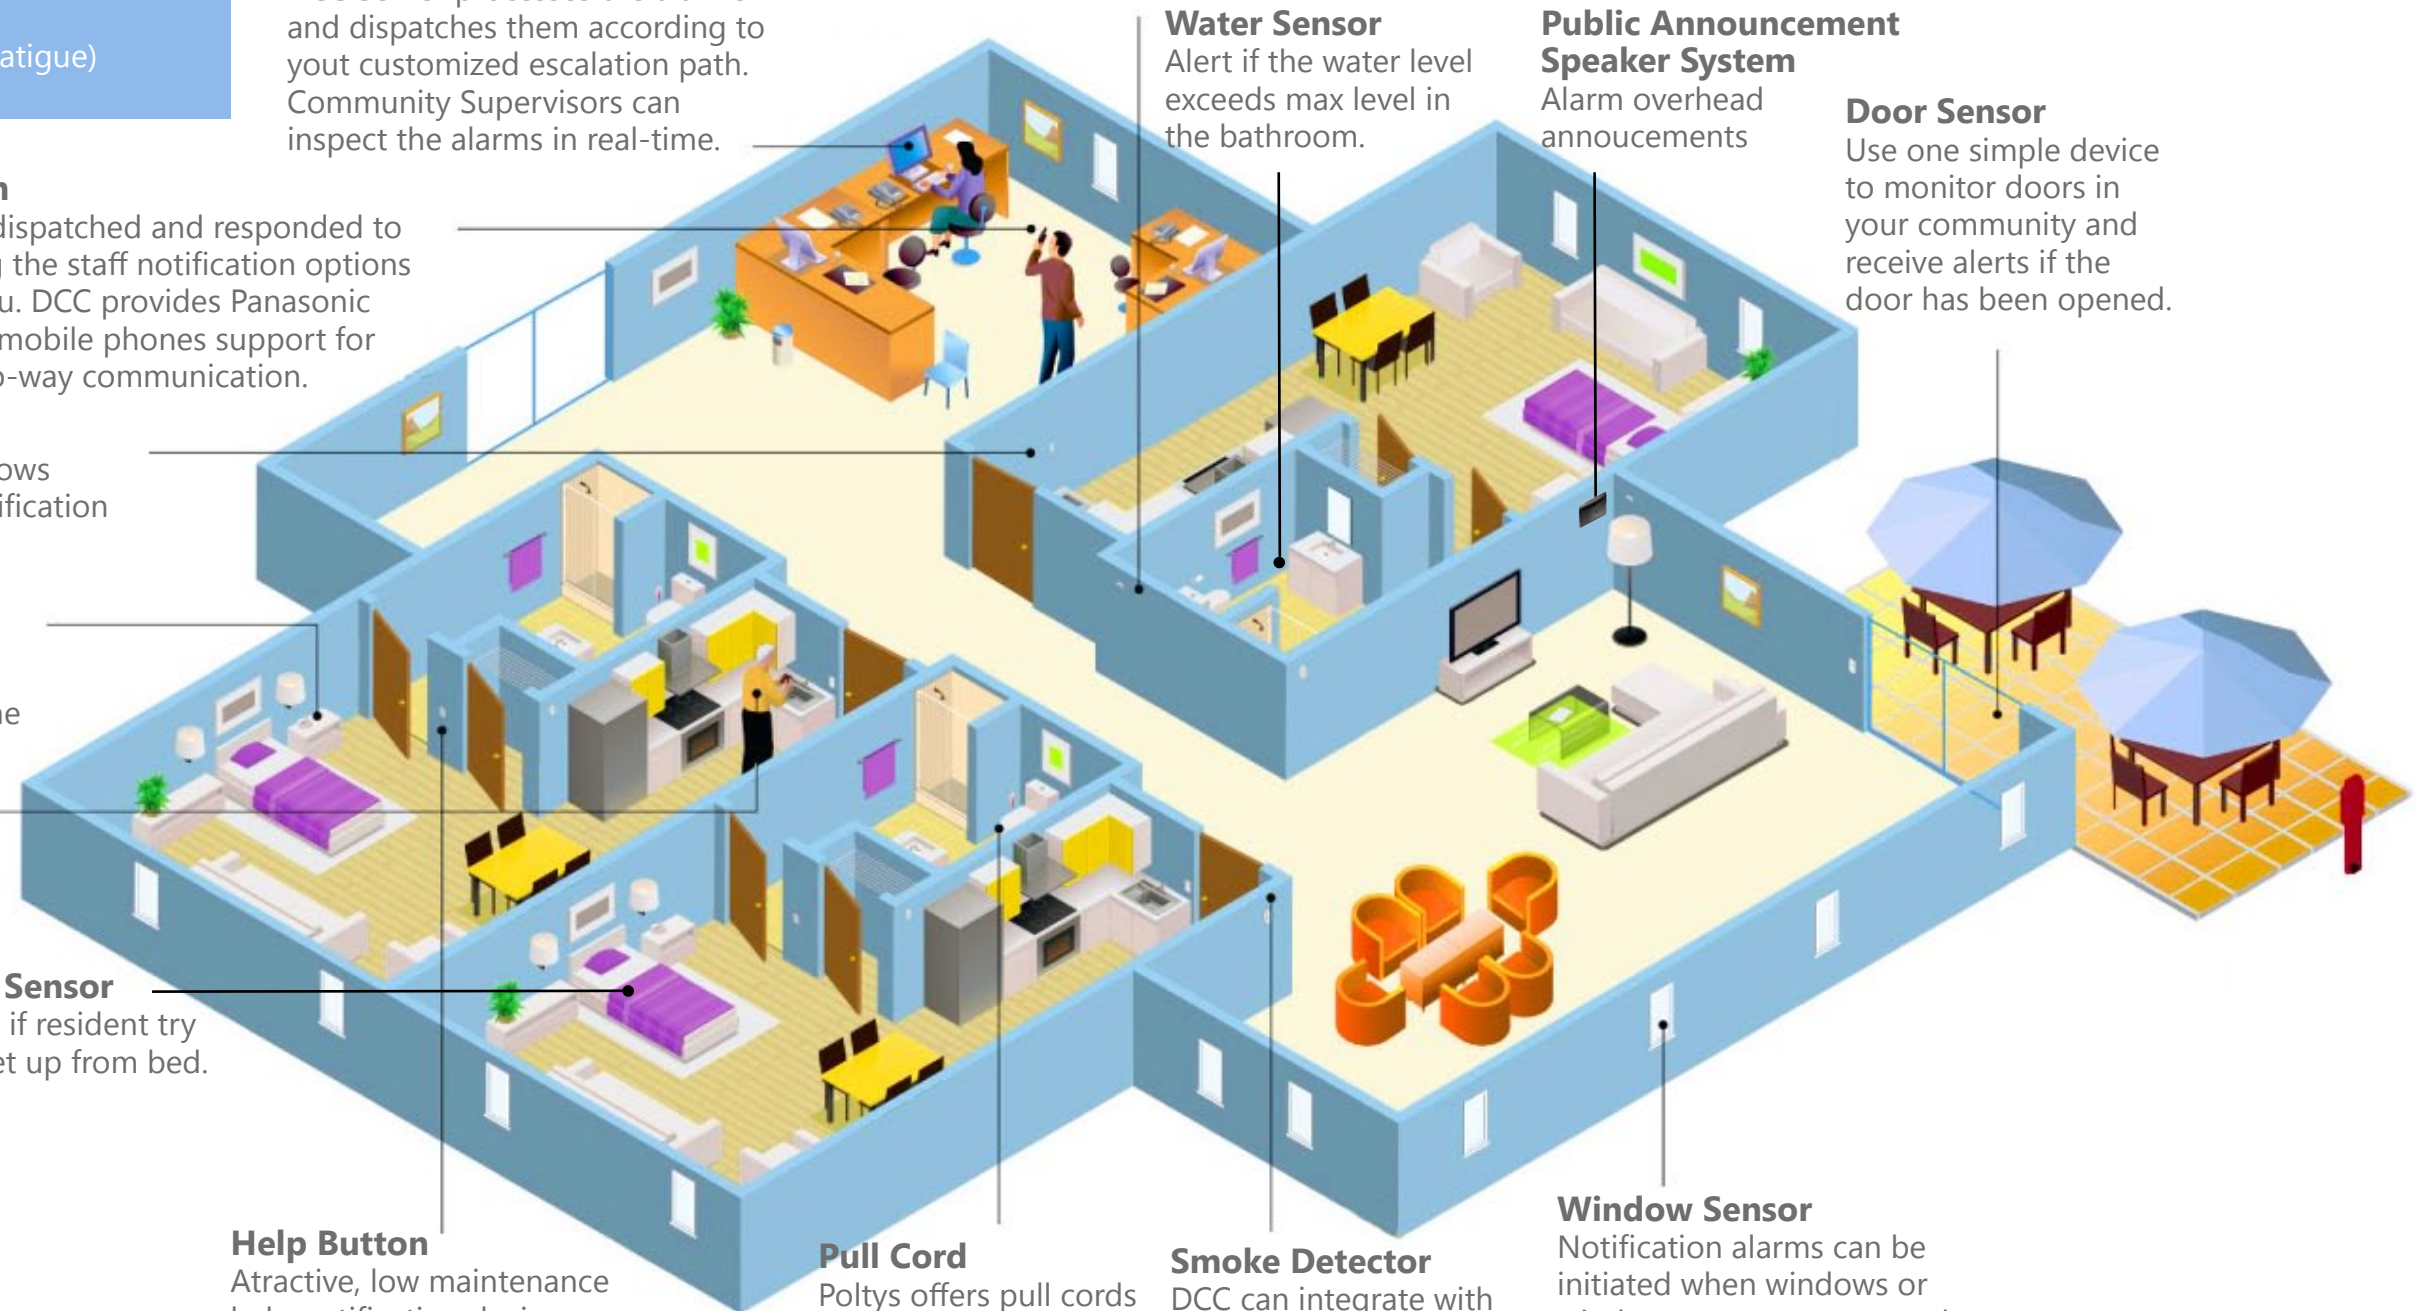 atigue)
and dispatches them according to
yout customized escalation path.
Community Supervisors can
inspect the alarms in real-time.
dispatched and responded to
the staff notification options
DCC provides Panasonic
mobile phones support for
-way communication.
ows
ification
Water Sensor
Alert if the water level
exceeds max level in
the bathroom.
Public Announcement
Speaker System
Alarm overhead
annoucements
Door Sensor
Use one simple device
to monitor doors in
your community and
receive alerts if the
door has been opened.
Sensor
if resident try
et up from bed.
Help Button
Atractive, low maintenance
Pull Cord
Poltys offers pull cords
Smoke Detector
DCC can integrate with
Window Sensor
Notification alarms can be
initiated when windows or